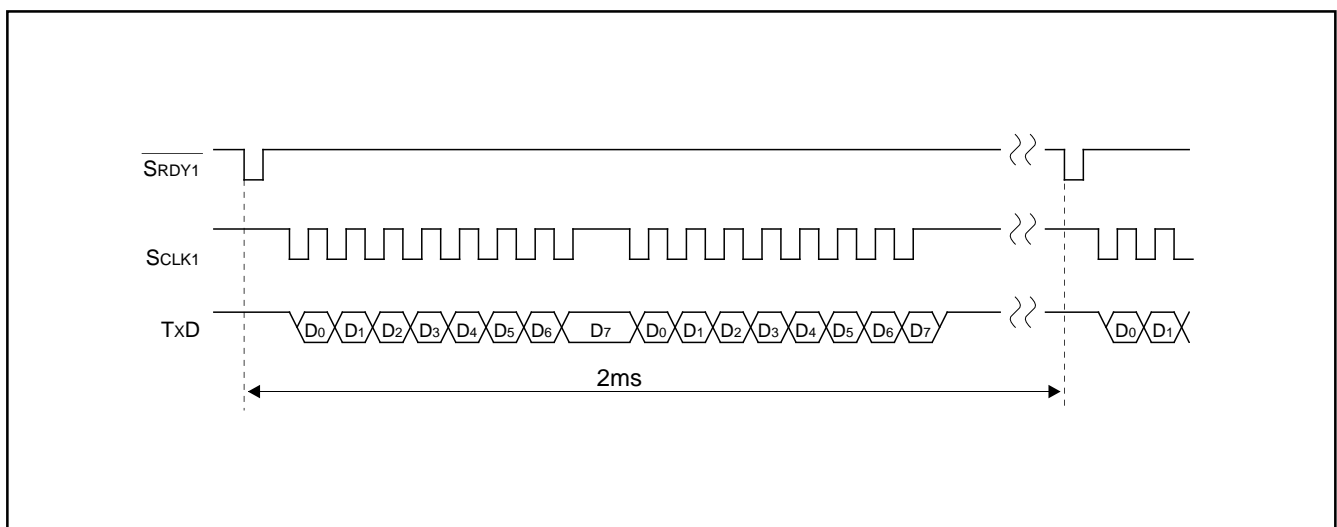 SRDY1
SCLK1
TxD D0 D1 D2 D3 D4 D5 D6 D7 D0 D1 D2 D3 D4 D5 D6 D7 D0 D1
2ms